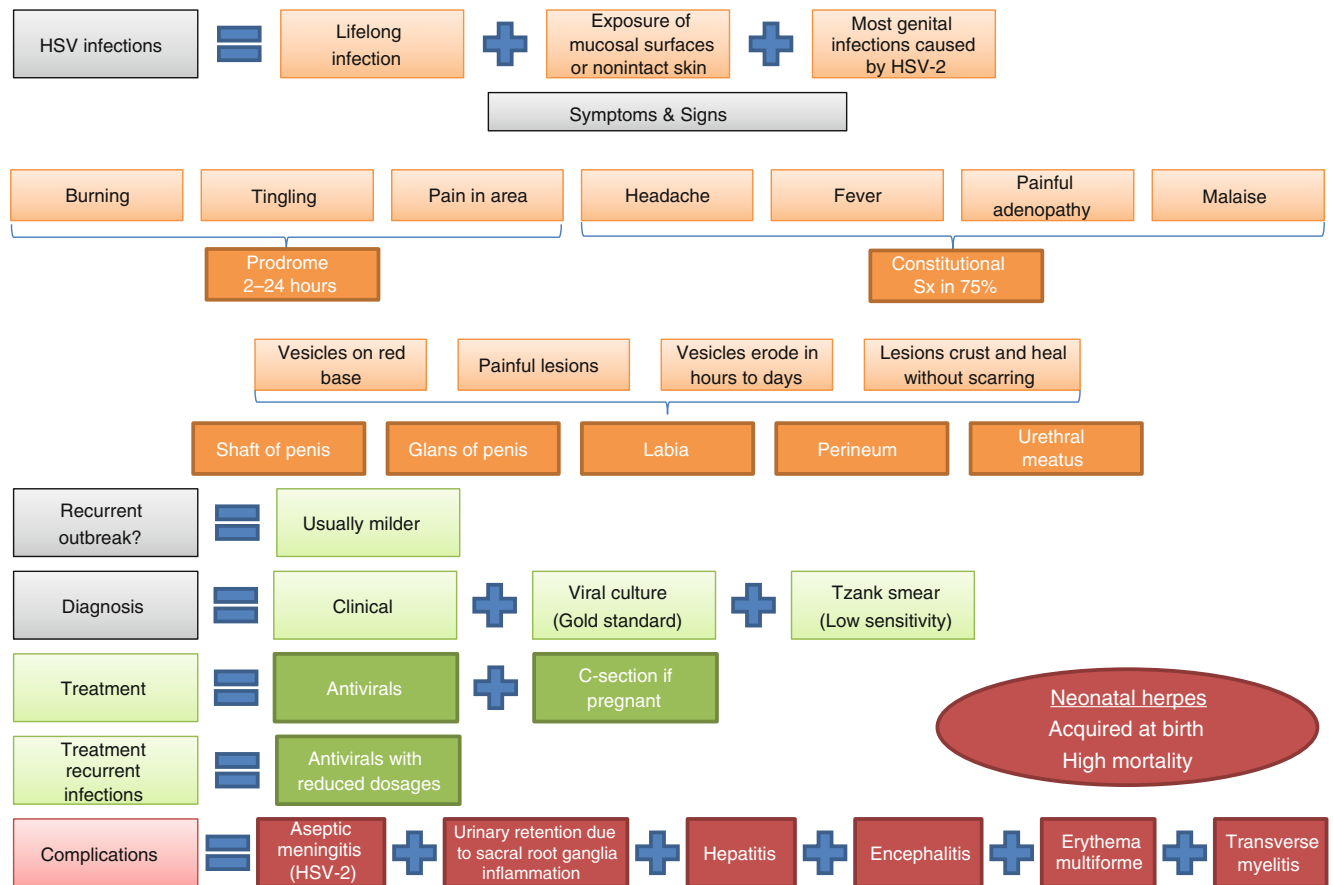 HSV infections
Lifelong
infection
Exposure of
mucosal surfaces
or nonintact skin
Most genital
infections caused
by HSV-2
Symptoms & Signs
Burning
Tingling
Pain in area
Headache
Fever
Painful
adenopathy
Malaise
Prodrome
2–24 hours
Constitutional
Sx in 75%
Vesicles on red
base
Painful lesions
Vesicles erode in
hours to days
Lesions crust and heal
without scarring
Shaft of penis
Glans of penis
Labia
Perineum
Urethral
meatus
Recurrent
outbreak?
Usually milder
Diagnosis
Clinical
Viral culture
(Gold standard)
Tzank smear
(Low sensitivity)
Treatment
Antivirals
C-section if
pregnant
Neonatal herpes
Acquired at birth
High mortality
Treatment
recurrent
infections
Antivirals with
reduced dosages
Complications
Aseptic
meningitis
(HSV-2)
Urinary retention due
to sacral root ganglia
inflammation
Hepatitis
Encephalitis
Erythema
multiforme
Transverse
myelitis